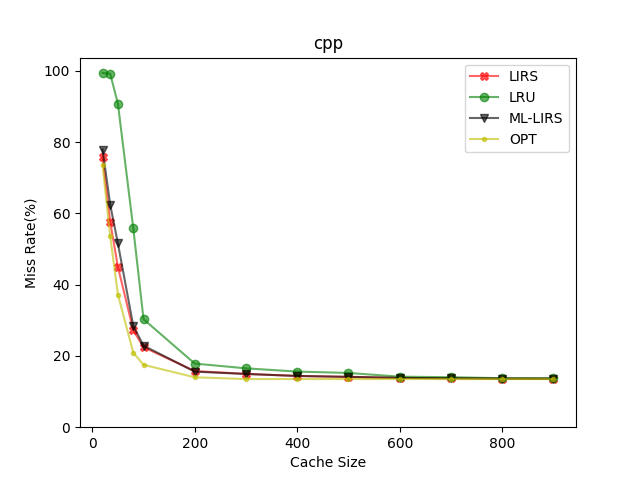 cpp
LIRS
LRU
ML-LIRS
OPT
Miss Rate(%)
100
80
60
40
20
0
0 200 400 600 800
Cache Size